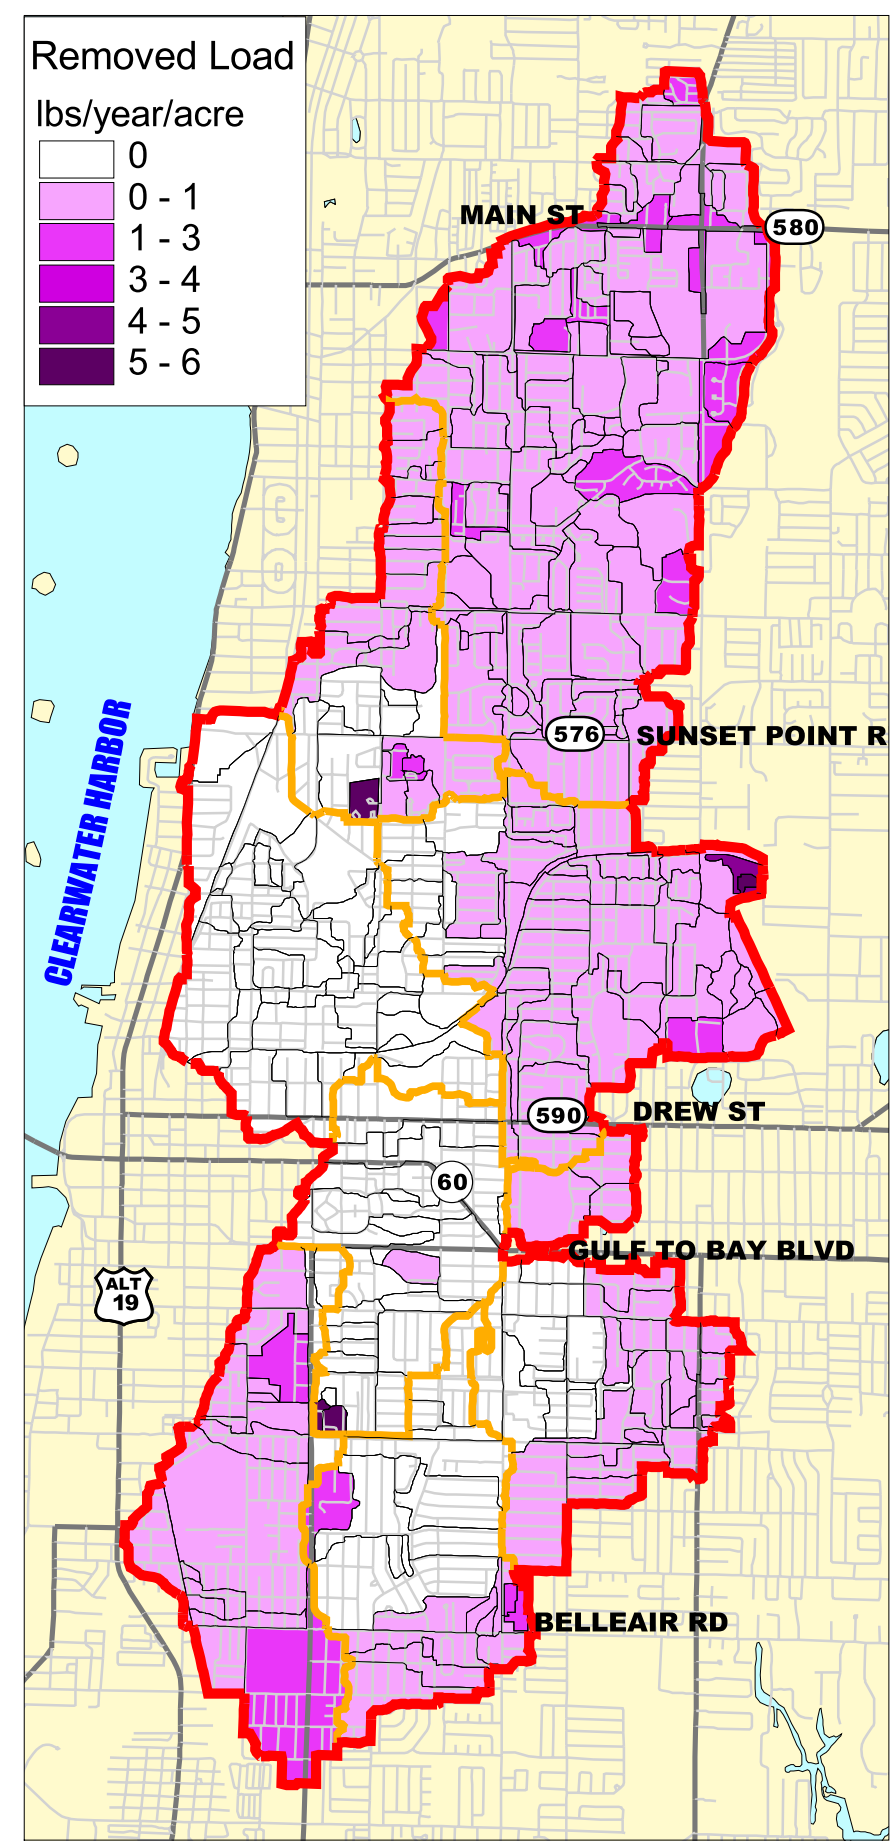 Removed Load
lbs/year/acre
0
0 - 1
1 - 3
3 - 4
4 - 5
5 - 6
MAIN ST
580
576
SUNSET POINT R
CLEARWATER HARBOR
590
DREW ST
60
GULF TO BAY BLVD
ALT
19
BELLEAIR RD